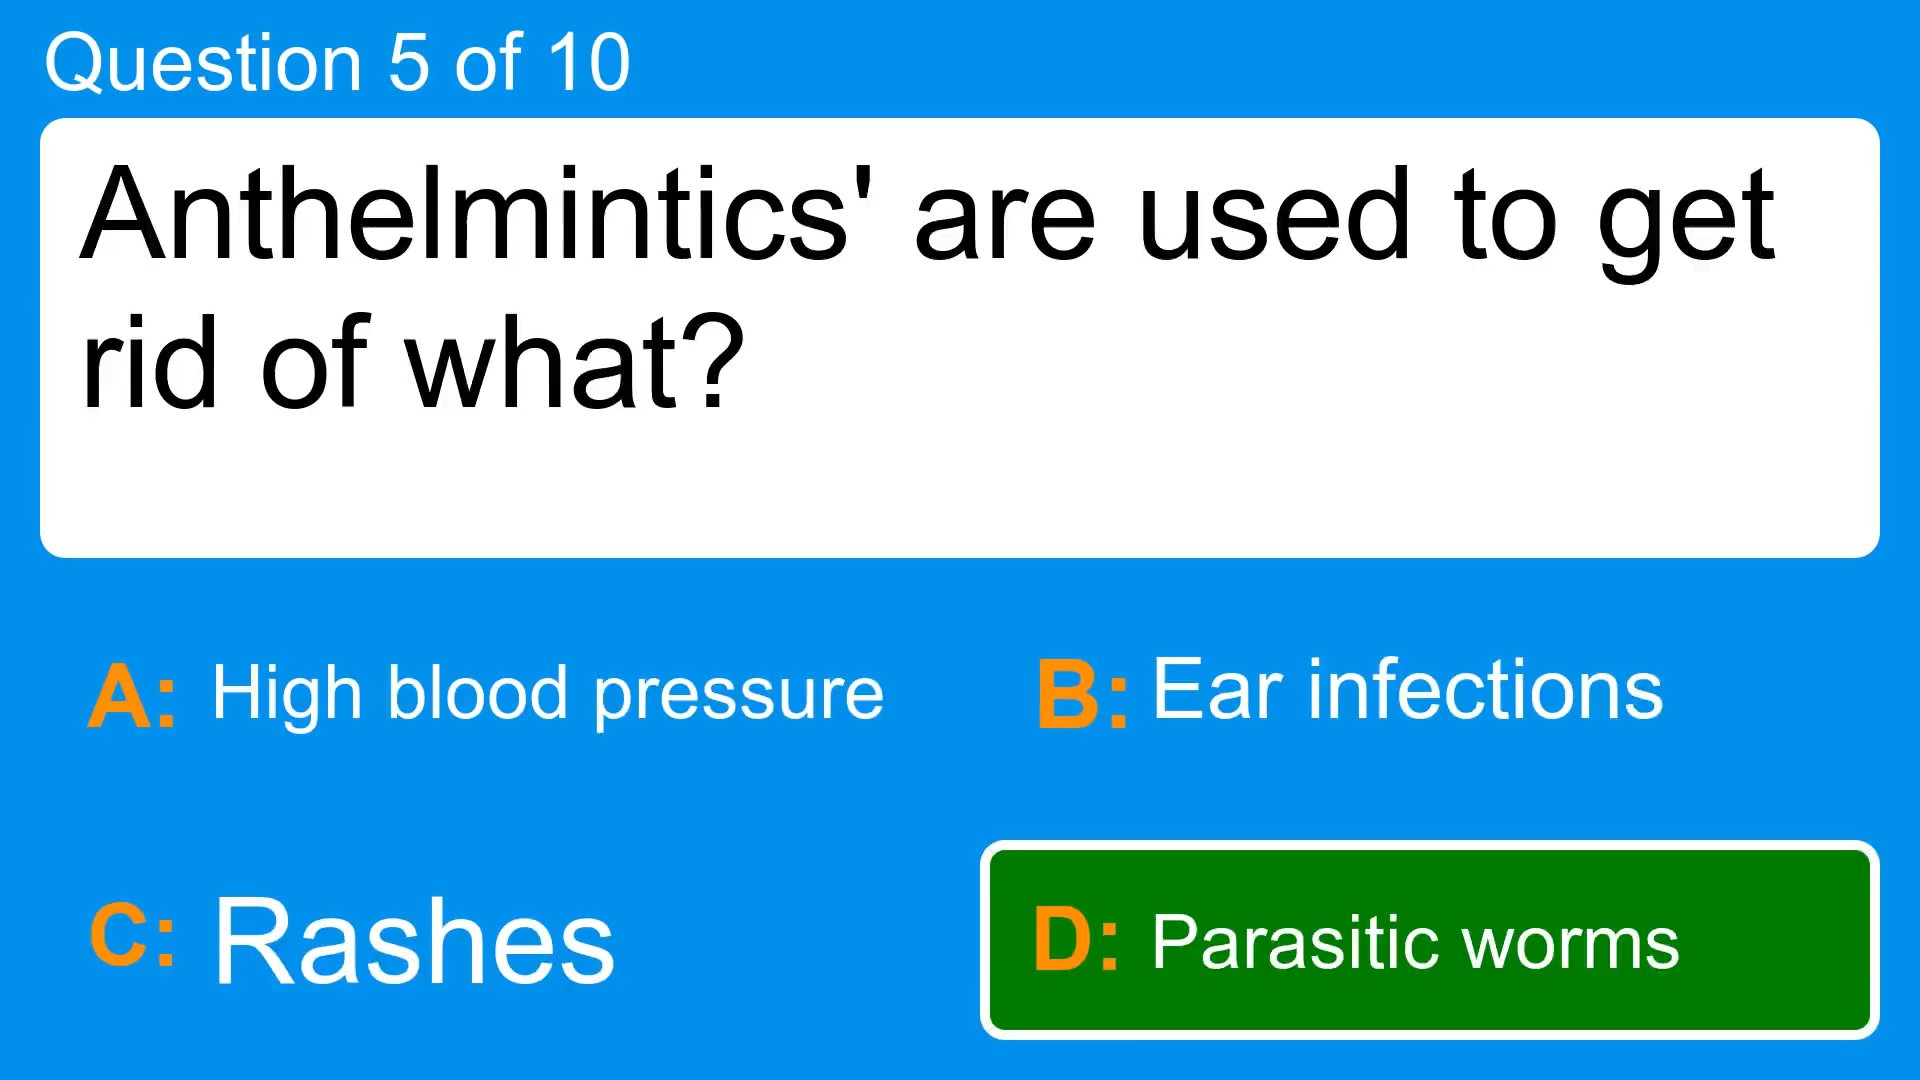 Question 5 of 10
Anthelmintics' are used to get
rid of what?
A: High blood pressure
B: Ear infections
C: Rashes
D: Parasitic worms